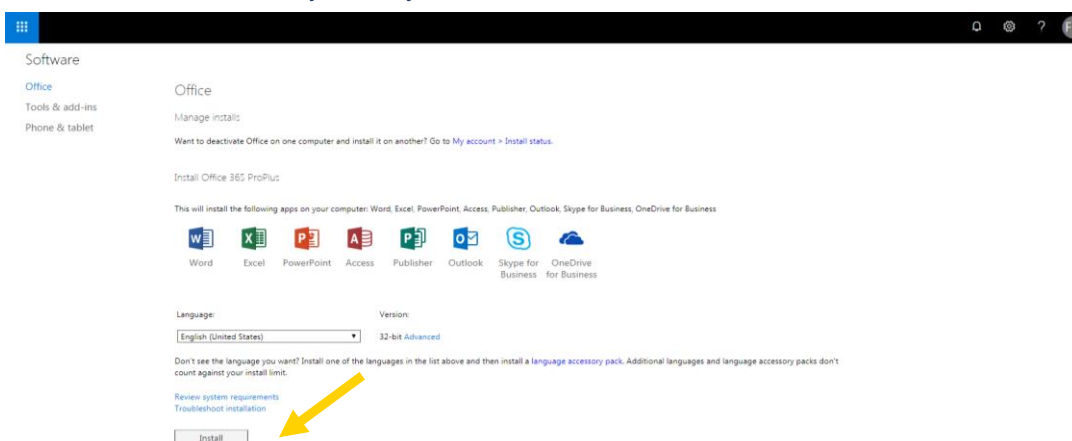 ?
Software
Office
Tools & add-ins
Phone & tablet
Office
Manage installs
Want to deactivate Office on one computer and install it on another? Go to My account > Install status.
Install Office 365 ProPlus
This will install the following apps on your computer: Word, Excel, PowerPoint, Access, Publisher, Outlook, Skype for Business, OneDrive for Business
Word Excel PowerPoint Access Publisher Outlook Skype for Business OneDrive for Business
Language: Version:
English (United States) 32-bit Advanced
Don't see the language you want? Install one of the languages in the list above and then install a language accessory pack. Additional languages and language accessory packs don't
count against your install limit.
Review system requirements
Troubleshoot installation
Install